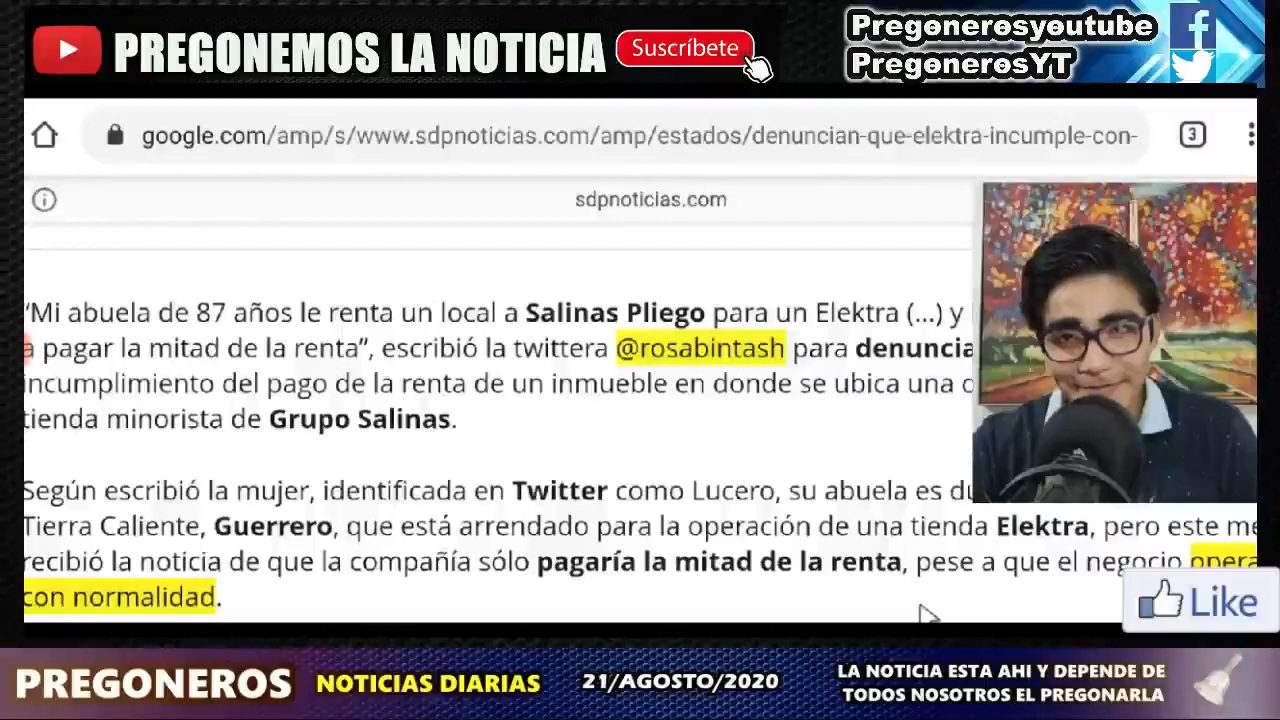 PREGONEMOS LA NOTICIA
Suscríbete
Pregonerosyoutube
PregonerosYT
google.com/amp/s/www.sdpnoticias.com/amp/estados/denuncian-que-elektra-incumple-con-
3
sdpnoticias.com
“Mi abuela de 87 años le renta un local a Salinas Pliego para un Elektra (...) y
a pagar la mitad de la renta”, escribió la twittera @rosabintash para denuncia
incumplimiento del pago de la renta de un inmueble en donde se ubica una
tienda minorista de Grupo Salinas.
Según escribió la mujer, identificada en Twitter como Lucero, su abuela es
Tierra Caliente, Guerrero, que está arrendado para la operación de una tienda Elektra, pero este me
recibió la noticia de que la compañía sólo pagaría la mitad de la renta, pese a que el negocio opera
con normalidad.
Like
PREGONEROS
NOTICIAS DIARIAS
21/AGOSTO/2020
LA NOTICIA ESTA AHI Y DEPENDE DE
TODOS NOSOTROS EL PREGONARLA